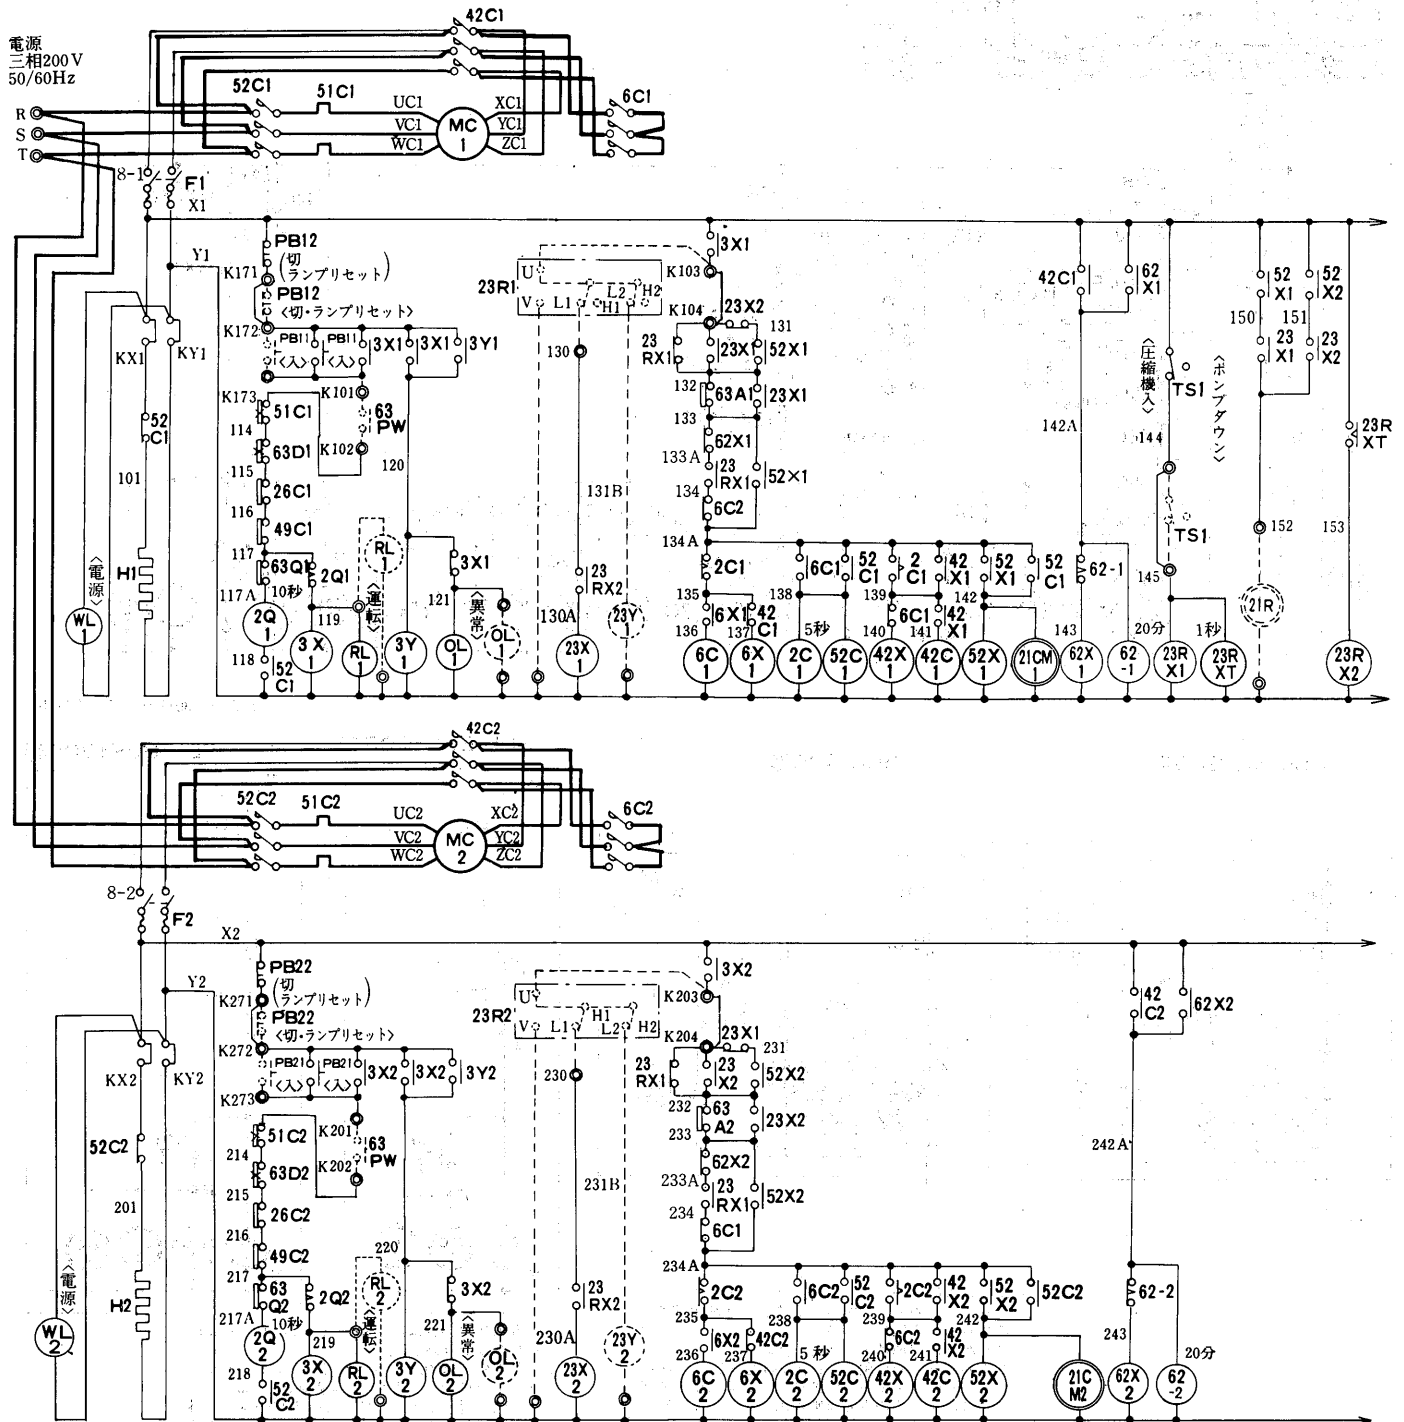 電源
三相200V
50/60Hz
R
S
T
42C1
52C1
51C1
UC1
VC1
WC1
MC
1
XC1
YC1
ZC1
6C1
8-1
F1
X1
Y1
KX1
KY1
52
C1
101
H1
〈電源〉
WL
1
K171
PB12
(切
ランプリセット)
PB12
〈切・ランプリセット〉
K172
PB11
〈入〉
PB11
〈入〉
3X1
3X1
3Y1
K173
K101
51C1
63
PW
114
63D1
K102
115
26C1
116
49C1
117
63Q1
2Q1
117A
10秒
2Q
1
118
52
C1
119
3X
1
RL
1
〈運転〉
RL
1
120
3Y
1
3X1
121
〈異常〉
OL
1
OL
1
23R1
U
V
L1
L2
H1
H2
130
131B
23
RX2
130A
23X
1
23Y
1
3X1
K103
K104
23X2
131
23
RX1
23X1
52X1
132
63A1
23X1
133
62X1
133A
23
RX1
52X1
134
6C2
134A
2C1
6C1
52
C1
2
C1
42
X1
52
X1
52
C1
135
6X1
42
C1
136
137
138
139
6C1
42
X1
140
141
142
5秒
6C
1
6X
1
2C
1
52C
1
42X
1
42C
1
52X
1
21CM
1
42C1
62
X1
142A
62-1
143
20分
62X
1
62
-1
〈圧縮機入〉
TS1
〈ポンプダウン〉
144
TS1
145
1秒
23R
X1
23R
XT
52
X1
52
X2
150
151
23
X1
23
X2
152
21R
23R
XT
153
23R
X2
42C2
52C2
51C2
UC2
VC2
WC2
MC
2
XC2
YC2
ZC2
6C2
8-2
F2
X2
Y2
KX2
KY2
52C2
201
H2
〈電源〉
WL
2
PB22
(切
ランプリセット)
K271
PB22
〈切・ランプリセット〉
K272
PB21
〈入〉
PB21
〈入〉
3X2
3X2
3Y2
K273
K201
51C2
63
PW
214
63D2
K202
215
26C2
216
49C2
217
63
Q2
2Q2
217A
10秒
2Q
2
218
52
C2
219
3X
2
RL
2
〈運転〉
RL
2
220
3Y
2
3X2
221
〈異常〉
OL
2
OL
2
23R2
U
V
L1
H1
L2
H2
230
231B
23
RX2
230A
23X
2
23Y
2
3X2
K203
K204
23X1
231
23
RX1
23
X2
52X2
232
63
A2
23X2
233
62X2
233A
23
RX1
52X2
234
6C1
234A
2C2
6C2
52
C2
2C2
42
X2
52
X2
52C2
235
6X2
42C2
236
237
238
239
6C2
42
X2
240
241
242
5秒
6C
2
6X
2
2C
2
52C
2
42X
2
42C
2
52X
2
21C
M2
42
C2
62X2
242A
62-2
243
20分
62X
2
62
-2